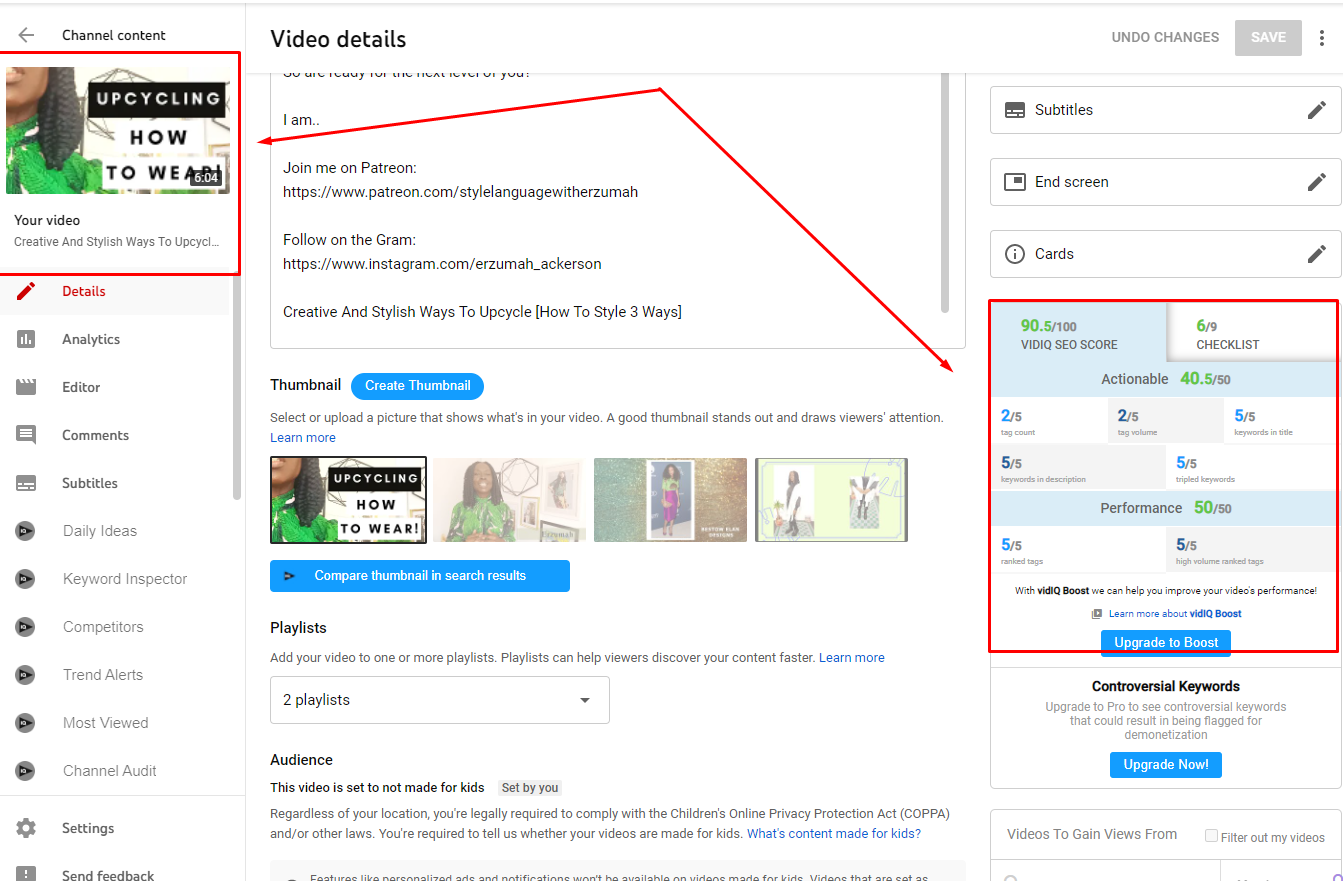 Channel content
UPCYCLING
HOW
TO WEAR!
6:04
Your video
Creative And Stylish Ways To Upcycl...
Details
Analytics
Editor
Comments
Subtitles
Daily Ideas
Keyword Inspector
Competitors
Trend Alerts
Most Viewed
Channel Audit
Settings
Send feedback
Video details
UNDO CHANGES
SAVE
So are ready for the next level of you?
I am..
Join me on Patreon:
https://www.patreon.com/stylelanguagewitherzumah
Follow on the Gram:
https://www.instagram.com/erzumah_ackerson
Creative And Stylish Ways To Upcycle [How To Style 3 Ways]
Thumbnail
Create Thumbnail
Select or upload a picture that shows what's in your video. A good thumbnail stands out and draws viewers' attention.
Learn more
UPCYCLING
HOW
TO WEAR!
Erzumah
BESTOW ELAN
DESIGNS
Compare thumbnail in search results
Playlists
Add your video to one or more playlists. Playlists can help viewers discover your content faster. Learn more
2 playlists
Audience
This video is set to not made for kids Set by you
Regardless of your location, you're legally required to comply with the Children's Online Privacy Protection Act (COPPA)
and/or other laws. You're required to tell us whether your videos are made for kids. What's content made for kids?
Features like personalized ads and notifications won't be available on videos made for kids. Videos that are set as
Subtitles
End screen
Cards
90.5/100
VIDIQ SEO SCORE
6/9
CHECKLIST
Actionable 40.5/50
2/5
tag count
2/5
tag volume
5/5
keywords in title
5/5
keywords in description
5/5
tripled keywords
Performance 50/50
5/5
ranked tags
5/5
high volume ranked tags
With vidIQ Boost we can help you improve your video's performance!
Learn more about vidIQ Boost
Upgrade to Boost
Controversial Keywords
Upgrade to Pro to see controversial keywords
that could result in being flagged for
demonetization
Upgrade Now!
Videos To Gain Views From
Filter out my videos